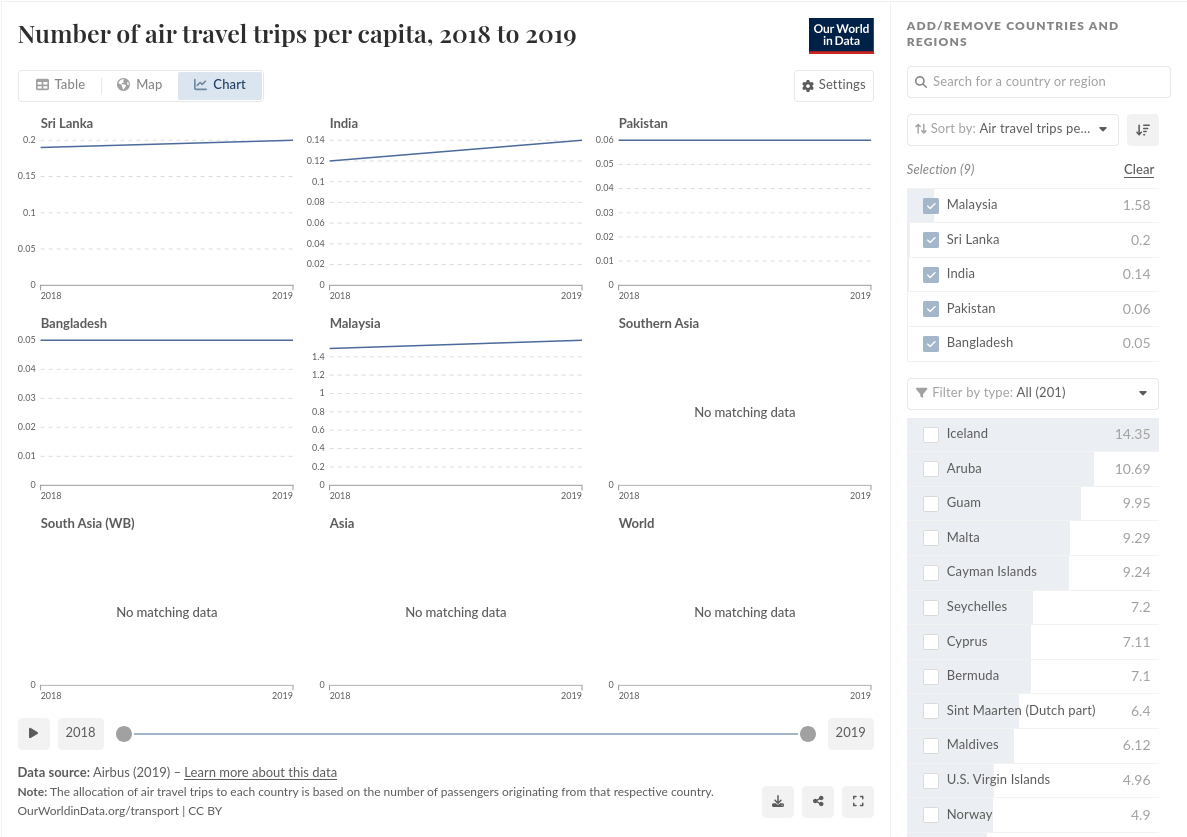 Number of air travel trips per capita, 2018 to 2019
Our World
in Data
Table
Map
Chart
Settings
Sri Lanka
0.2
0.15
0.1
0.05
0
2018
2019
India
0.14
0.12
0.1
0.08
0.06
0.04
0.02
0
2018
2019
Pakistan
0.06
0.05
0.04
0.03
0.02
0.01
0
2018
2019
Bangladesh
0.05
0.04
0.03
0.02
0.01
0
2018
2019
Malaysia
1.4
1.2
1
0.8
0.6
0.4
0.2
0
2018
2019
Southern Asia
No matching data
0
2018
2019
South Asia (WB)
No matching data
0
2018
2019
Asia
No matching data
0
2018
2019
World
No matching data
0
2018
2019
2018
2019
Data source: Airbus (2019) – Learn more about this data
Note: The allocation of air travel trips to each country is based on the number of passengers originating from that respective country.
OurWorldinData.org/transport | CC BY
ADD/REMOVE COUNTRIES AND
REGIONS
Search for a country or region
Sort by: Air travel trips pe...
Selection (9)
Clear
Malaysia 1.58
Sri Lanka 0.2
India 0.14
Pakistan 0.06
Bangladesh 0.05
Filter by type: All (201)
Iceland 14.35
Aruba 10.69
Guam 9.95
Malta 9.29
Cayman Islands 9.24
Seychelles 7.2
Cyprus 7.11
Bermuda 7.1
Sint Maarten (Dutch part) 6.4
Maldives 6.12
U.S. Virgin Islands 4.96
Norway 4.9